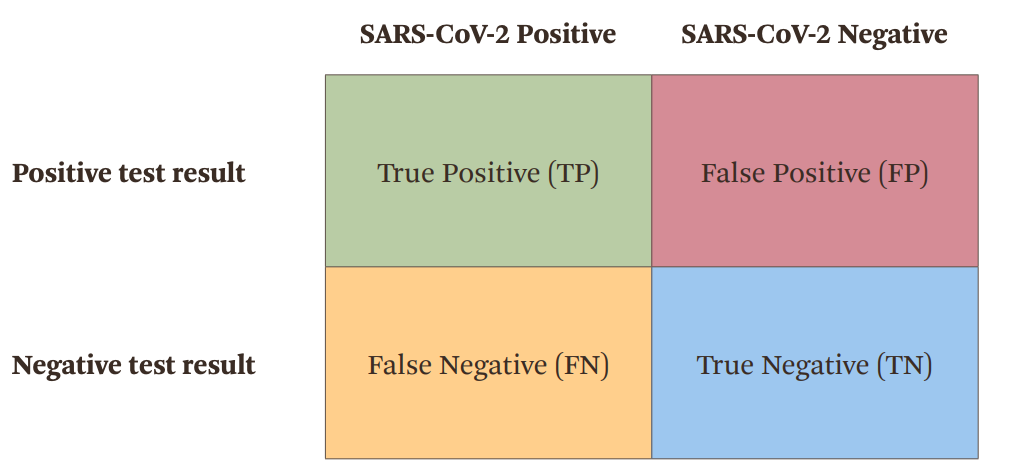 SARS-CoV-2 Positive
SARS-CoV-2 Negative
Positive test result
True Positive (TP)
False Positive (FP)
Negative test result
False Negative (FN)
True Negative (TN)